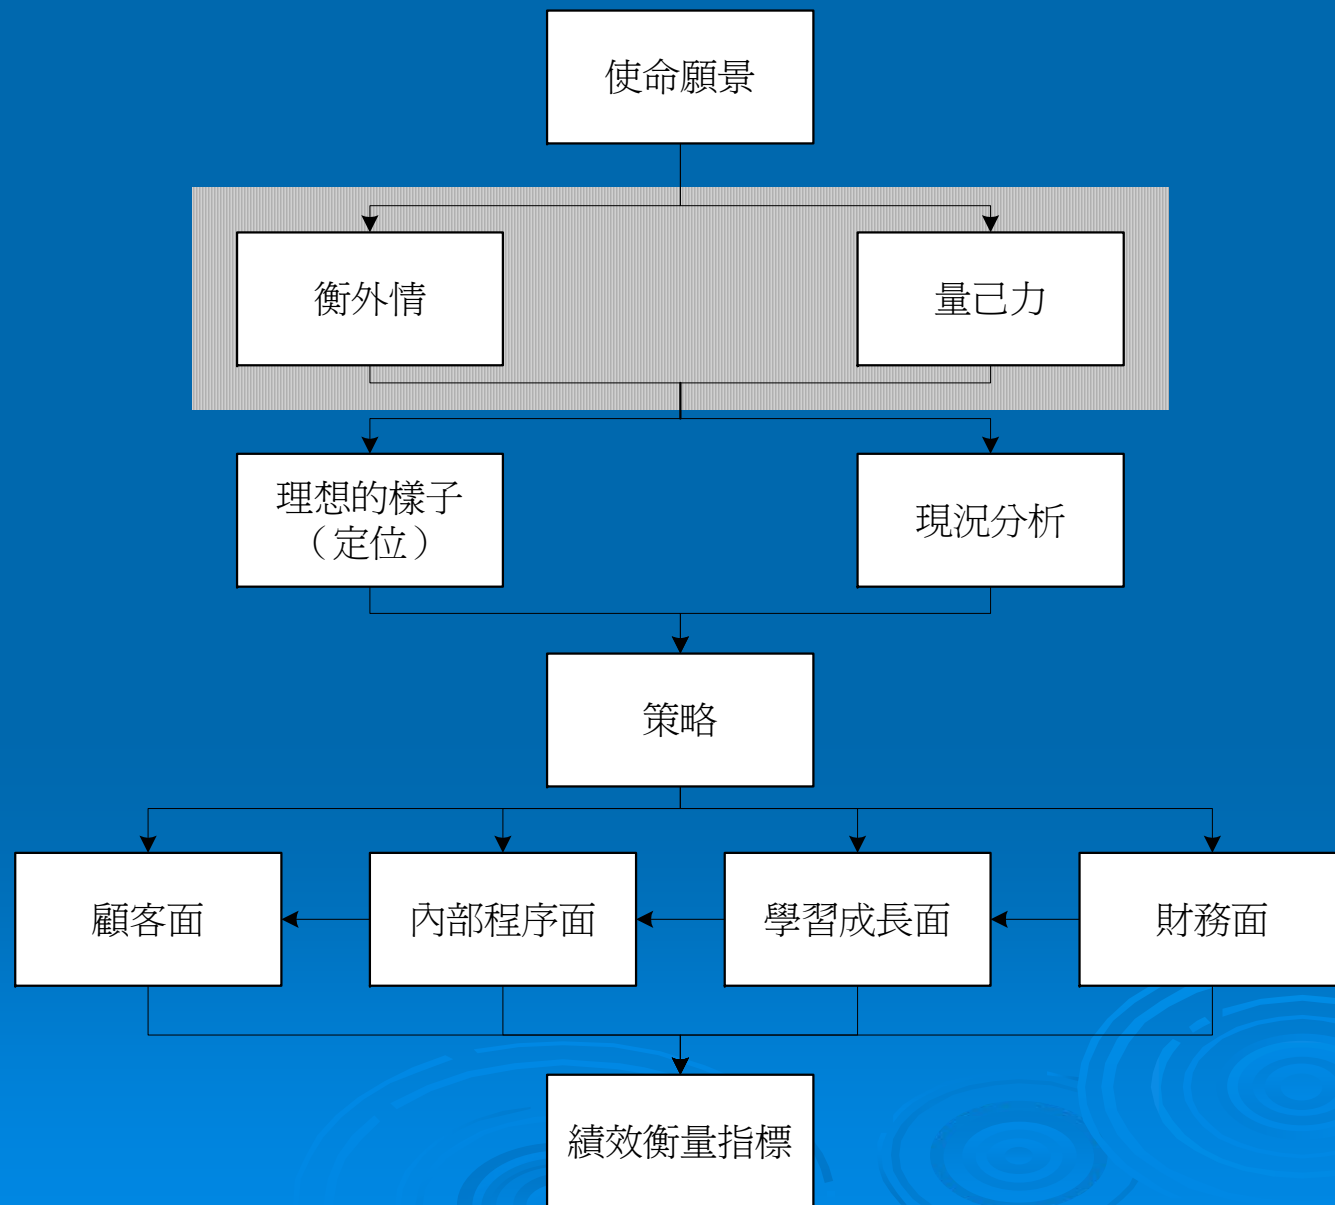 使命願景
衡外情
量己力
理想的樣子
（定位）
現況分析
策略
顧客面
內部程序面
學習成長面
財務面
績效衡量指標